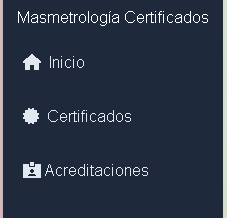 Masmetrología Certificados
Inicio
Certificados
Acreditaciones